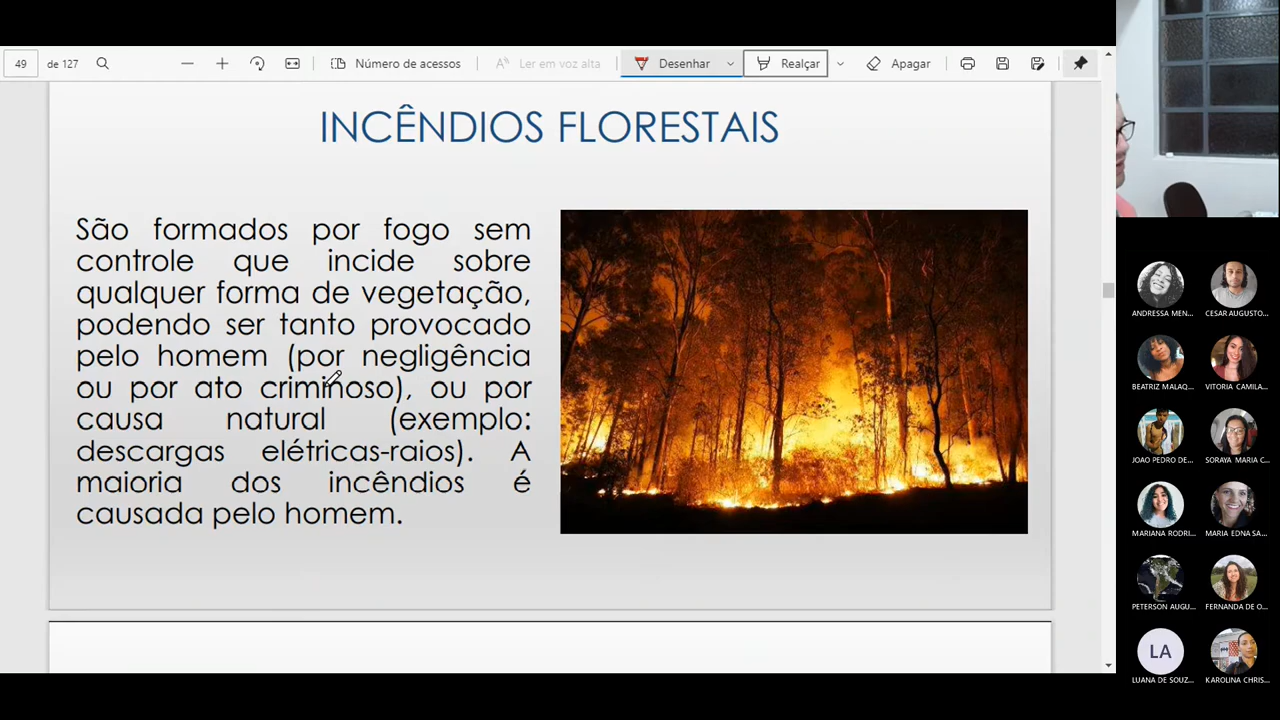 49 de 127
Número de acessos
Ler em voz alta
Desenhar
Realçar
Apagar
INCÊNDIOS FLORESTAIS
São formados por fogo sem
controle que incide sobre
qualquer forma de vegetação,
podendo ser tanto provocado
pelo homem (por negligência
ou por ato criminoso), ou por
causa natural (exemplo:
descargas elétricas-raios). A
maioria dos incêndios é
causada pelo homem.
ANDRESSA MEN...
CESAR AUGUSTO...
BEATRIZ MALAQ...
VITORIA CAMILA...
JOAO PEDRO DE...
SORAYA MARIA C...
MARIANA RODRI...
MARIA EDNA SA...
PETERSON AUGU...
FERNANDA DE O...
LA
LUANA DE SOUZ...
KAROLINA CHRIS...